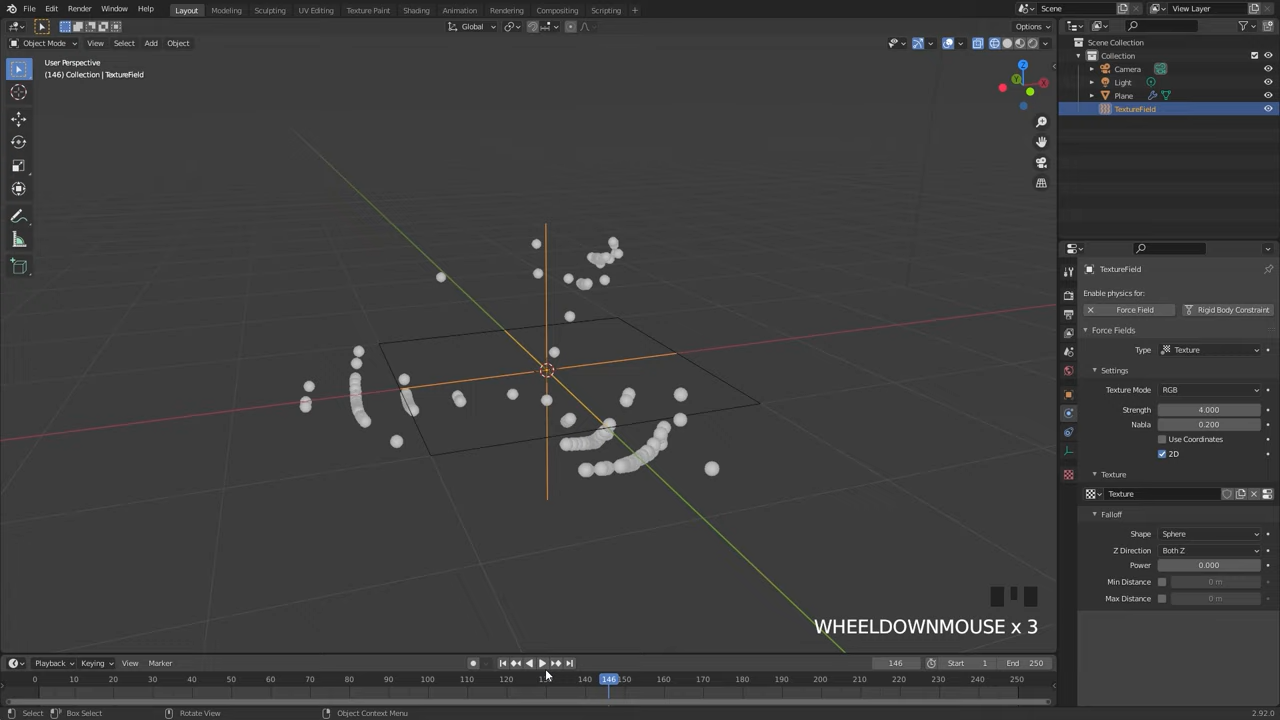 File Edit Render Window Help Layout Modeling Sculpting UV Editing Texture Paint Shading Animation Rendering Compositing Scripting Scene View Layer
Global Options
Object Mode View Select Add Object
User Perspective
(146) Collection | TextureField
Z
Y
X
Scene Collection
Collection
Camera
Light
Plane
TextureField
TextureField
Enable physics for:
Force Field Rigid Body Constraint
Force Fields
Type Texture
Settings
Texture Mode RGB
Strength 4.000
Nabla 0.200
Use Coordinates
2D
Texture
Texture
Falloff
Shape Sphere
Z Direction Both Z
Power 0.000
Min Distance 0 m
Max Distance 0 m
WHEELDOWNMOUSE x 3
Playback Keying View Marker 146 Start 1 End 250
0 10 20 30 40 50 60 70 80 90 100 110 120 130 140 146 150 160 170 180 190 200 210 220 230 240 250
Select Box Select Rotate View Object Context Menu 2.92.0